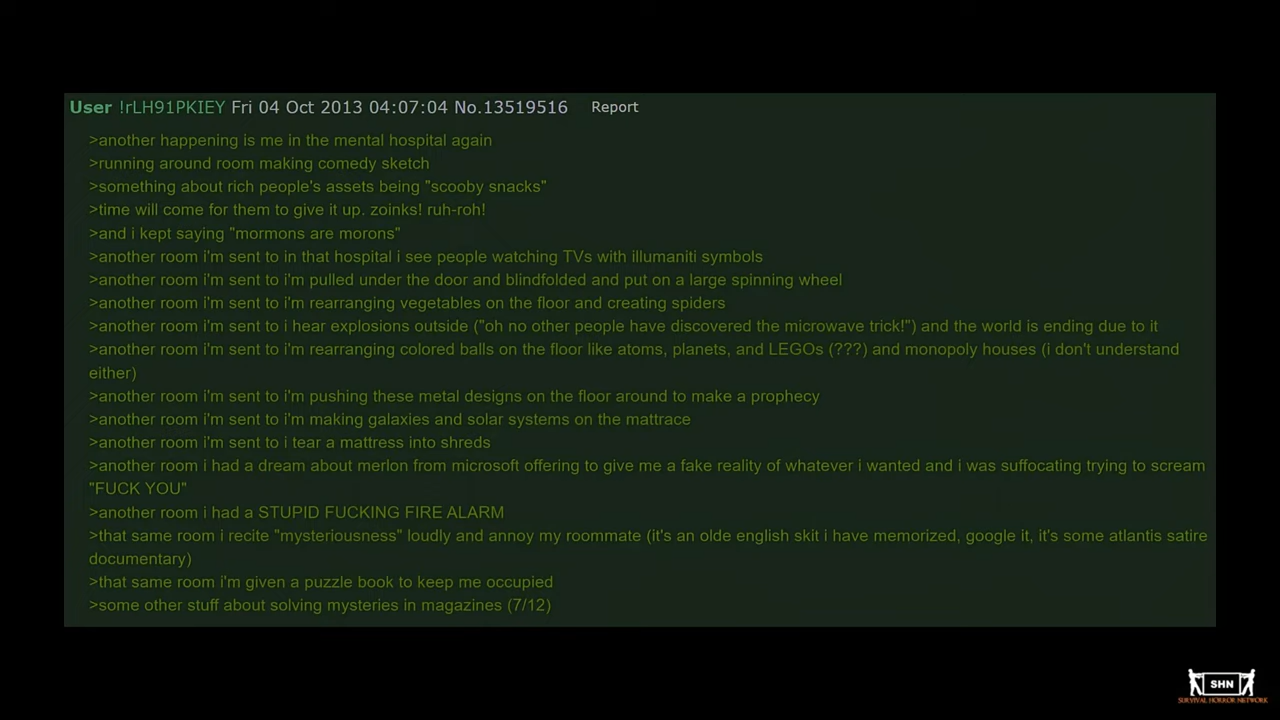 User !rLH91PKIEY Fri 04 Oct 2013 04:07:04 No.13519516 Report
>another happening is me in the mental hospital again
>running around room making comedy sketch
>something about rich people's assets being "scooby snacks"
>time will come for them to give it up. zoinks! ruh-roh!
>and i kept saying "mormons are morons"
>another room i'm sent to in that hospital i see people watching TVs with illumaniti symbols
>another room i'm sent to i'm pulled under the door and blindfolded and put on a large spinning wheel
>another room i'm sent to i'm rearranging vegetables on the floor and creating spiders
>another room i'm sent to i hear explosions outside ("oh no other people have discovered the microwave trick!") and the world is ending due to it
>another room i'm sent to i'm rearranging colored balls on the floor like atoms, planets, and LEGOs (???) and monopoly houses (i don't understand
either)
>another room i'm sent to i'm pushing these metal designs on the floor around to make a prophecy
>another room i'm sent to i'm making galaxies and solar systems on the mattrace
>another room i'm sent to i tear a mattress into shreds
>another room i had a dream about merlon from microsoft offering to give me a fake reality of whatever i wanted and i was suffocating trying to scream
"FUCK YOU"
>another room i had a STUPID FUCKING FIRE ALARM
>that same room i recite "mysteriousness" loudly and annoy my roommate (it's an olde english skit i have memorized, google it, it's some atlantis satire
documentary)
>that same room i'm given a puzzle book to keep me occupied
>some other stuff about solving mysteries in magazines (7/12)
SHN
SURVIVAL HORROR NETWORK